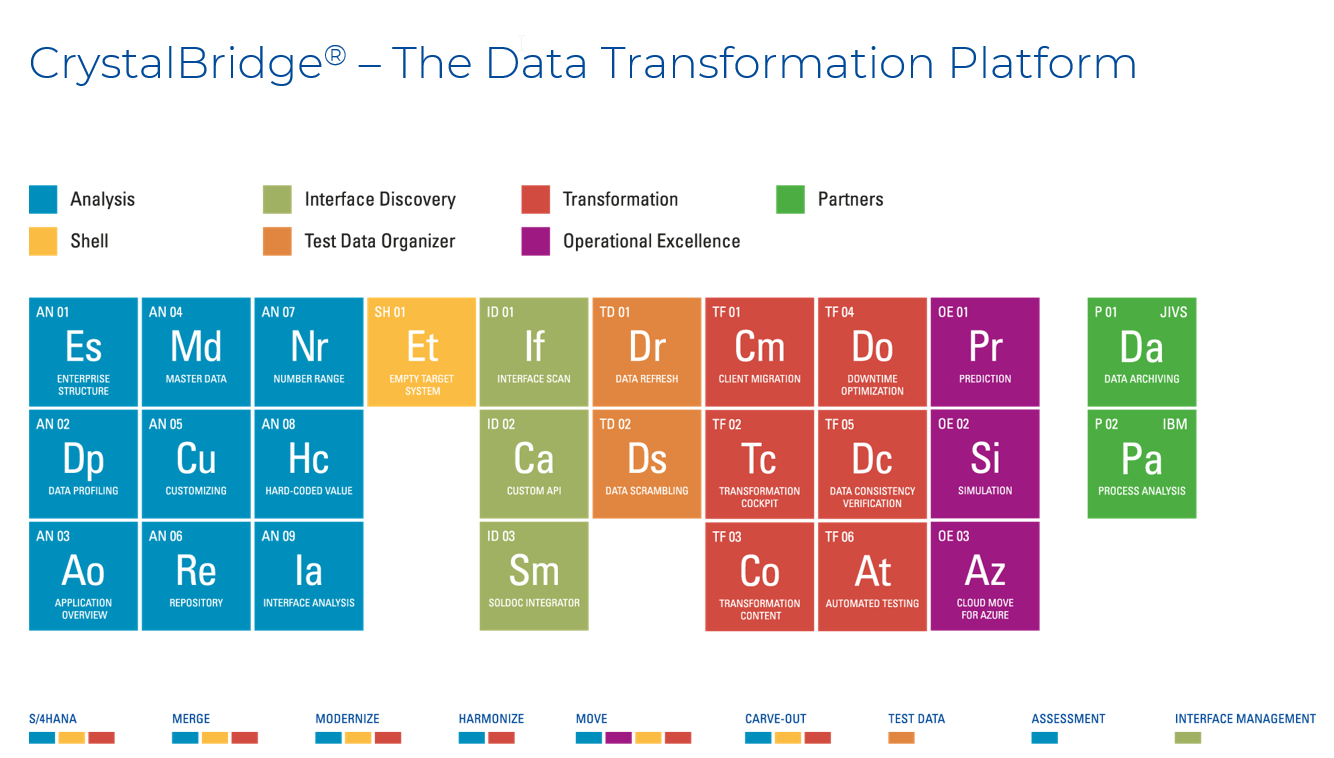 CrystalBridge® – The Data Transformation Platform
Analysis
Interface Discovery
Transformation
Partners
Shell
Test Data Organizer
Operational Excellence
AN 01
Es
ENTERPRISE
STRUCTURE
AN 04
Md
MASTER DATA
AN 07
Nr
NUMBER RANGE
SH 01
Et
EMPTY TARGET
SYSTEM
ID 01
If
INTERFACE SCAN
TD 01
Dr
DATA REFRESH
TF 01
Cm
CLIENT MIGRATION
TF 04
Do
DOWNTIME
OPTIMIZATION
OE 01
Pr
PREDICTION
P 01 JIVS
Da
DATA ARCHIVING
AN 02
Dp
DATA PROFILING
AN 05
Cu
CUSTOMIZING
AN 08
Hc
HARD-CODED VALUE
ID 02
Ca
CUSTOM API
TD 02
Ds
DATA SCRAMBLING
TF 02
Tc
TRANSFORMATION
COCKPIT
TF 05
Dc
DATA CONSISTENCY
VERIFICATION
OE 02
Si
SIMULATION
P 02 IBM
Pa
PROCESS ANALYSIS
AN 03
Ao
APPLICATION
OVERVIEW
AN 06
Re
REPOSITORY
AN 09
Ia
INTERFACE ANALYSIS
ID 03
Sm
SOLDOC INTEGRATOR
TF 03
Co
TRANSFORMATION
CONTENT
TF 06
At
AUTOMATED TESTING
OE 03
Az
CLOUD MOVE
FOR AZURE
S/4HANA
MERGE
MODERNIZE
HARMONIZE
MOVE
CARVE-OUT
TEST DATA
ASSESSMENT
INTERFACE MANAGEMENT